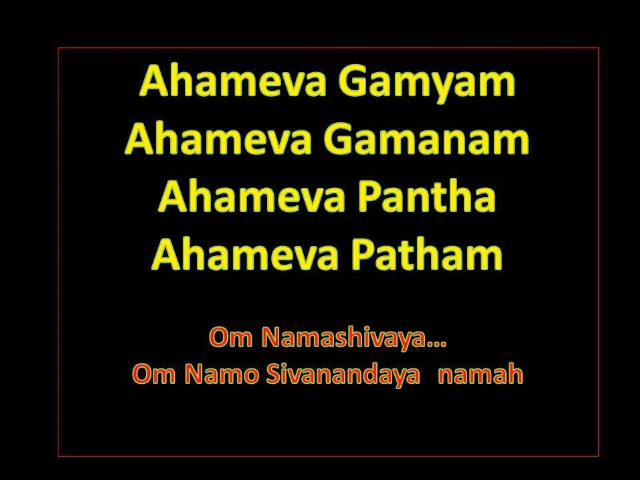 Ahameva Gamyam
Ahameva Gamanam
Ahameva Pantha
Ahameva Patham
Om Namashivaya...
Om Namo Sivanandaya namah